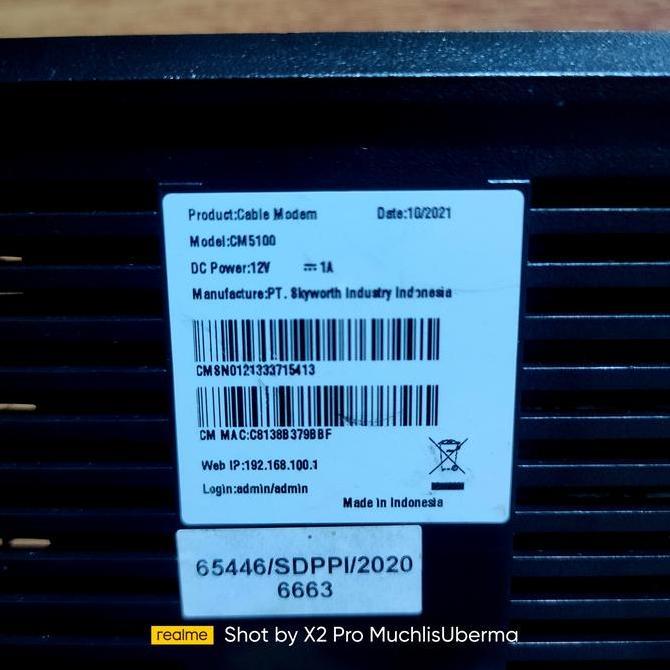 Product:Cable Modem Date:10/2021
Model:CM5100
DC Power:12V ⎓ 1A
Manufacture:PT. Skyworth Industry Indonesia
CMSN0121333715413
CM MAC:C8138B379BBF
Web IP:192.168.100.1
Login:admin/admin
Made in Indonesia
65446/SDPPI/2020
6663
realme Shot by X2 Pro MuchlisUberma